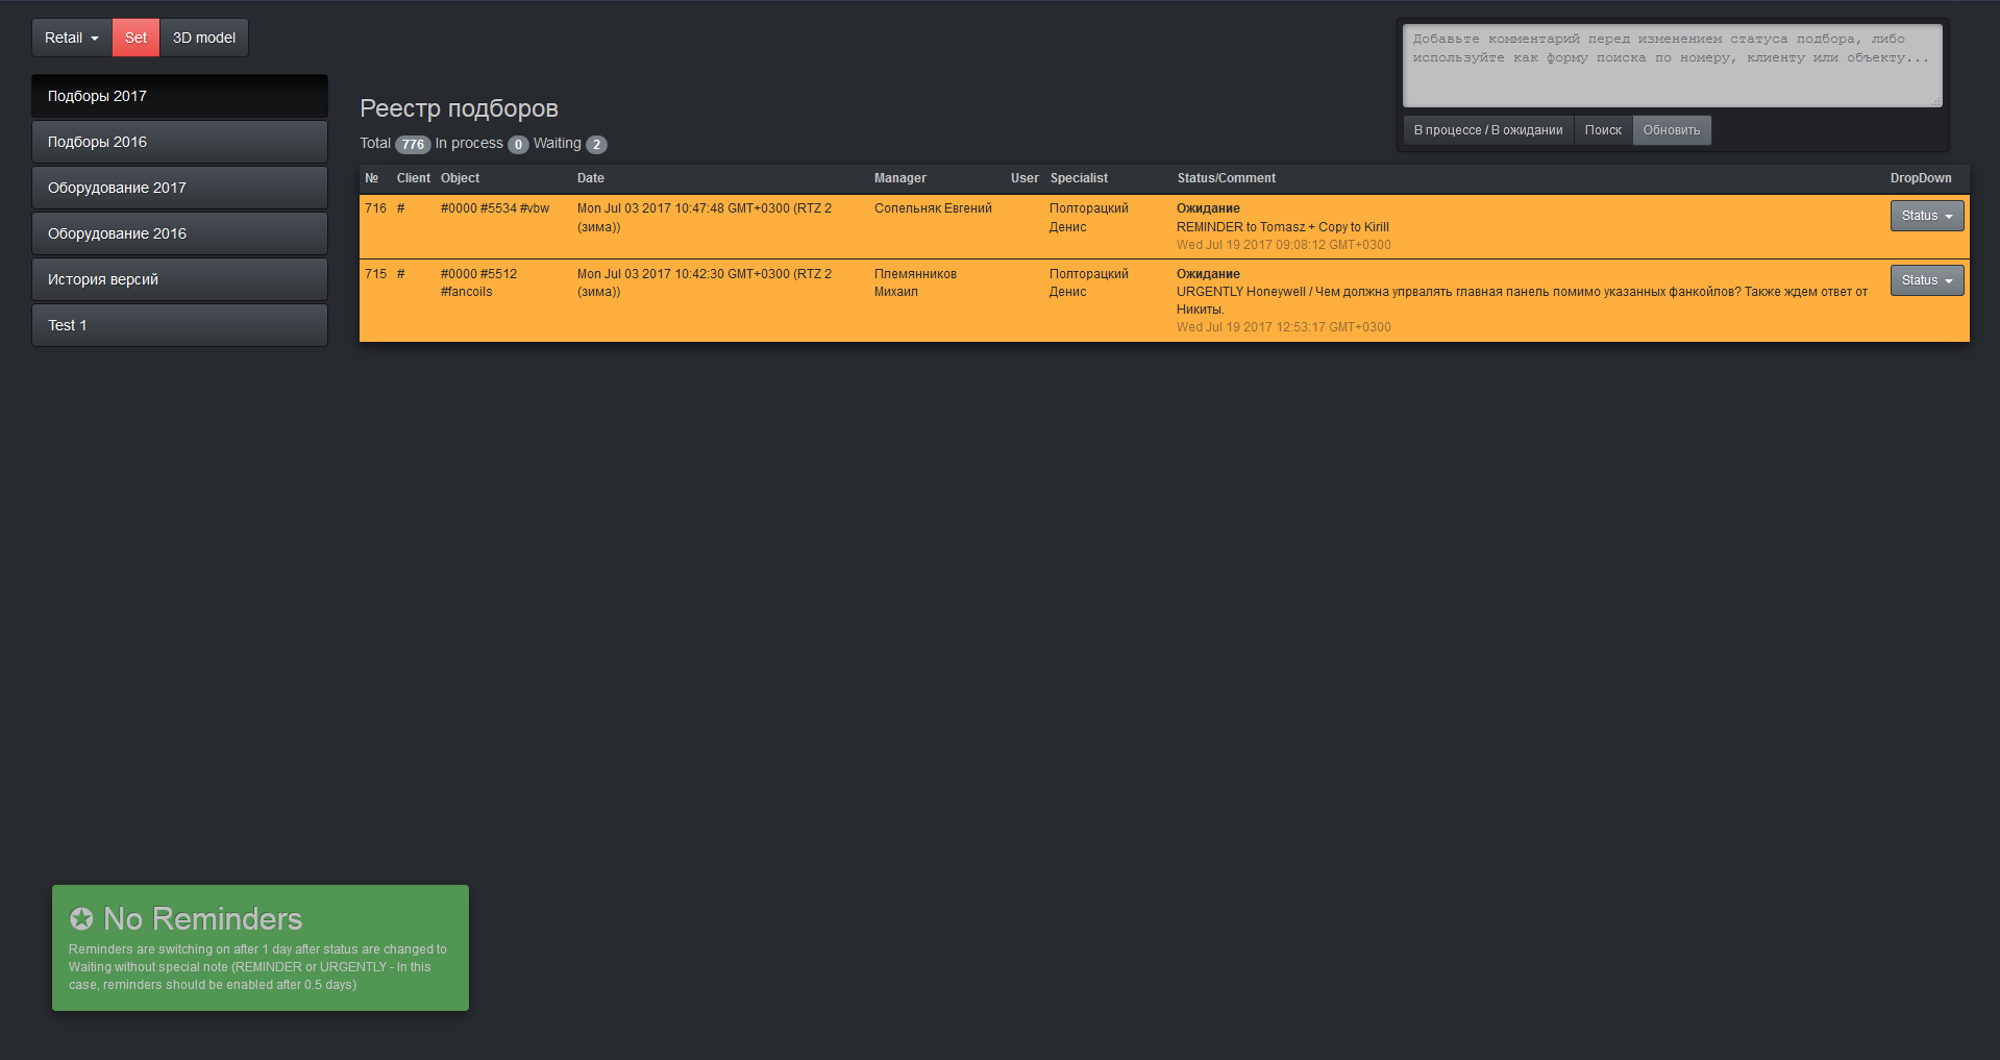 Retail Set 3D model
Добавьте комментарий перед изменением статуса подбора, либо
используйте как форму поиска по номеру, клиенту или объекту...
В процессе / В ожидании Поиск Обновить
Подборы 2017
Подборы 2016
Оборудование 2017
Оборудование 2016
История версий
Test 1
Реестр подборов
Total 776 In process 0 Waiting 2
№ Client Object Date Manager User Specialist Status/Comment DropDown
716 # #0000 #5534 #vbw Mon Jul 03 2017 10:47:48 GMT+0300 (RTZ 2 Сопельняк Евгений Полторацкий Ожидание Status
(зима)) Денис REMINDER to Tomasz + Copy to Kirill
Wed Jul 19 2017 09:08:12 GMT+0300
715 # #0000 #5512 Mon Jul 03 2017 10:42:30 GMT+0300 (RTZ 2 Племянников Полторацкий Ожидание Status
#fancoils (зима)) Михаил Денис URGENTLY Honeywell / Чем должна упрвалять главная панель помимо указанных фанкойлов? Также ждем ответ от
Никиты.
Wed Jul 19 2017 12:53:17 GMT+0300
No Reminders
Reminders are switching on after 1 day after status are changed to
Waiting without special note (REMINDER or URGENTLY - In this
case, reminders should be enabled after 0.5 days)